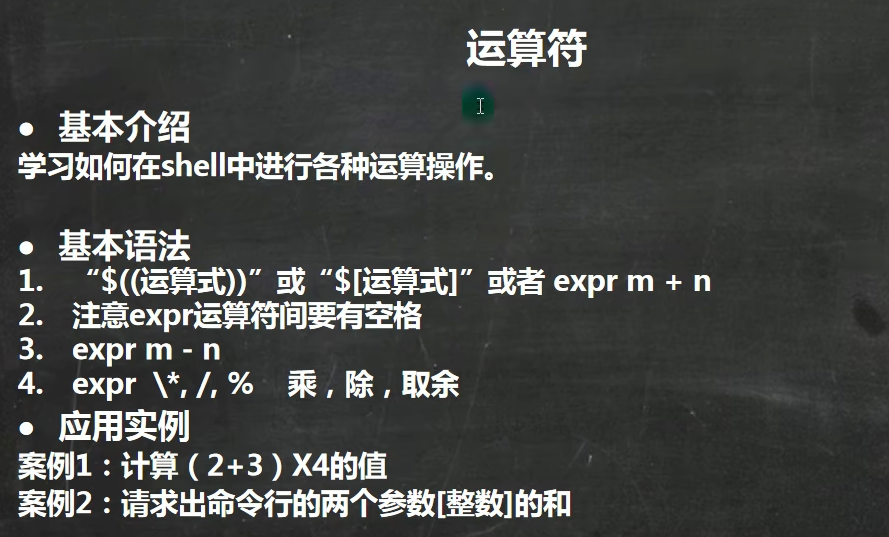 运算符
● 基本介绍
学习如何在shell中进行各种运算操作。
● 基本语法
1. “$((运算式))”或“$[运算式]”或者 expr m + n
2. 注意expr运算符间要有空格
3. expr m - n
4. expr \*, /, % 乘，除，取余
● 应用实例
案例1：计算（2+3）X4的值
案例2：请求出命令行的两个参数[整数]的和